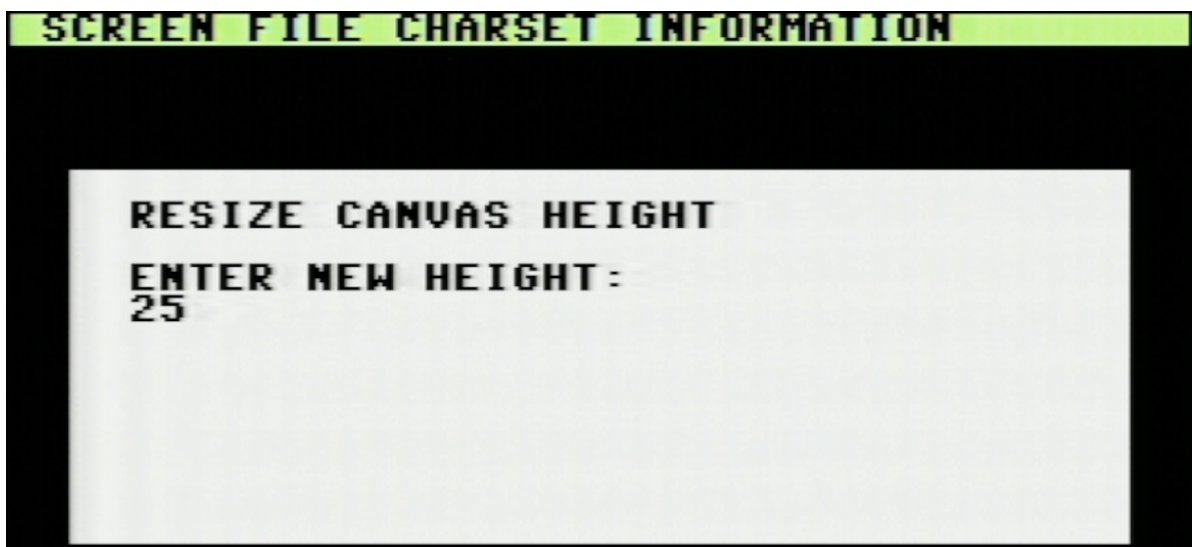 SCREEN FILE CHARSET INFORMATION
RESIZE CANVAS HEIGHT
ENTER NEW HEIGHT:
25